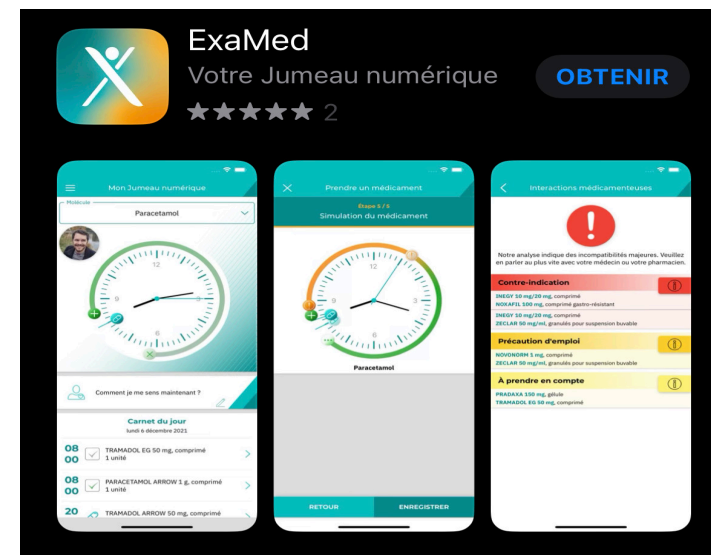 ExaMed
Votre Jumeau numérique
OBTENIR
★★★★★ 2
Mon Jumeau numérique
Molécule
Paracetamol
12
9
3
6
Comment je me sens maintenant ?
Carnet du jour
lundi 6 décembre 2021
08
00
TRAMADOL EG 50 mg, comprimé
1 unité
08
00
PARACETAMOL ARROW 1 g, comprimé
1 unité
20
TRAMADOL ARROW 50 mg, comprimé
Prendre un médicament
Étape 5 / 5
Simulation du médicament
12
9
3
6
Paracetamol
RETOUR
ENREGISTRER
Interactions médicamenteuses
Notre analyse indique des incompatibilités majeures. Veuillez
en parler au plus vite avec votre médecin ou votre pharmacien.
Contre-indication
INEGY 10 mg/20 mg, comprimé
NOXAFIL 100 mg, comprimé gastro-résistant
INEGY 10 mg/20 mg, comprimé
ZECLAR 50 mg/ml, granulés pour suspension buvable
Précaution d'emploi
NOVONORM 1 mg, comprimé
ZECLAR 50 mg/ml, granulés pour suspension buvable
À prendre en compte
PRADAXA 150 mg, gélule
TRAMADOL EG 50 mg, comprimé